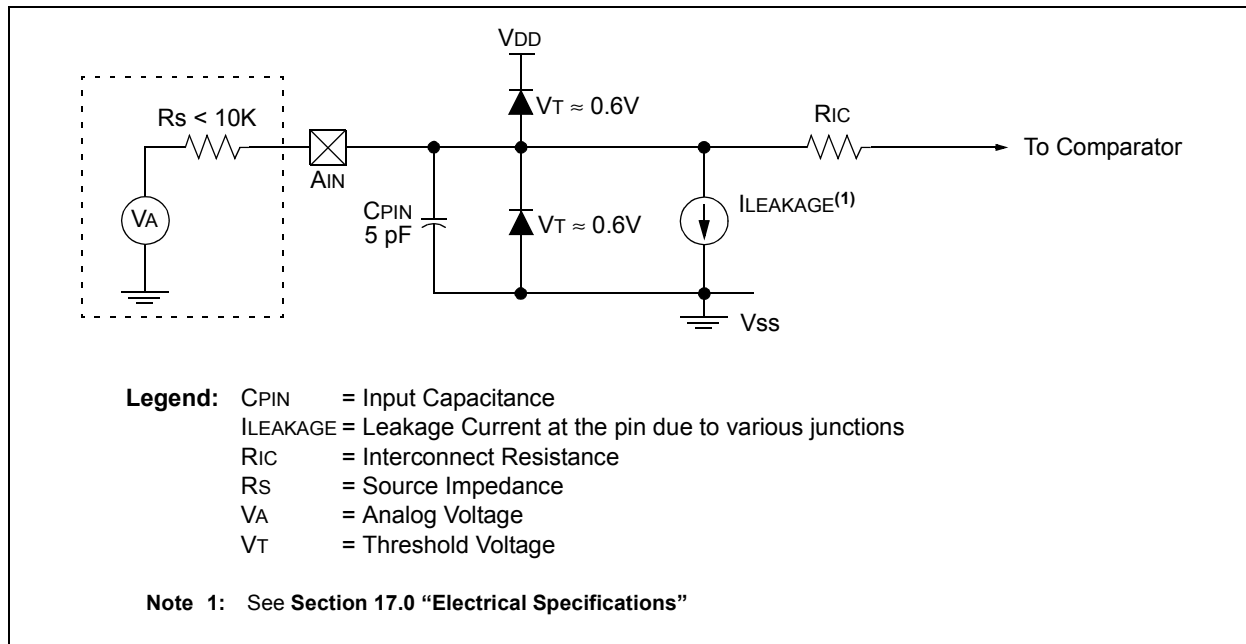 VDD
VT ≈ 0.6V
Rs < 10K
RIC
To Comparator
AIN
ILEAKAGE(1)
VA
CPIN
5 pF
VT ≈ 0.6V
Vss
Legend: CPIN = Input Capacitance
ILEAKAGE = Leakage Current at the pin due to various junctions
RIC = Interconnect Resistance
RS = Source Impedance
VA = Analog Voltage
VT = Threshold Voltage
Note 1: See Section 17.0 “Electrical Specifications”